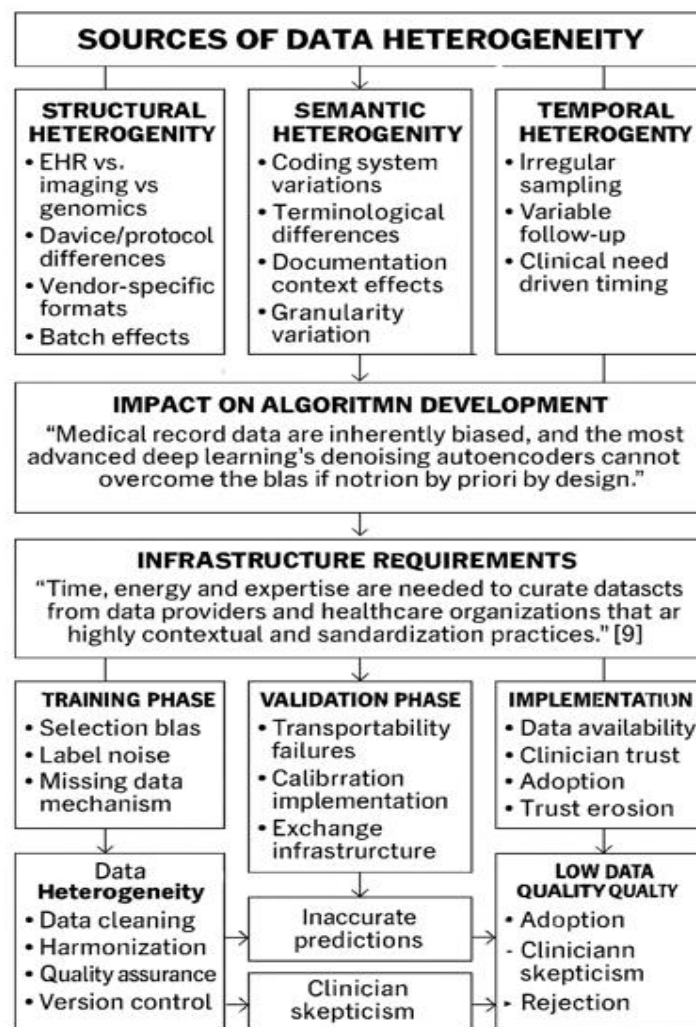 SOURCES OF DATA HETEROGENEITY
STRUCTURAL
HETEROGENITY
• EHR vs.
imaging vs
genomics
• Davice/protocol
differences
• Vendor-specific
formats
• Batch effects
SEMANTIC
HETEROGENITY
• Coding system
variations
• Terminological
differences
• Documentation
context effects
• Granularity
variation
TEMPORAL
HETEROGENTY
• Irregular
sampling
• Variable
follow-up
• Clinical need
driven timing
IMPACT ON ALGORITMN DEVELOPMENT
“Medical record data are inherently biased, and the most
advanced deep learning’s denoising autoencoders cannot
overcome the blas if notrion by priori by design.”
INFRASTRUCTURE REQUIREMENTS
“Time, energy and expertise are needed to curate datascts
from data providers and healthcare organizations that ar
highly contextual and sandardization practices.” [9]
TRAINING PHASE
• Selection blas
• Label noise
• Missing data
mechanism
VALIDATION PHASE
• Transportability
failures
• Calibrration
implementation
• Exchange
infrastrurcture
IMPLEMENTATION
• Data availability
• Clinician trust
• Adoption
• Trust erosion
Data
Heterogeneity
• Data cleaning
• Harmonization
• Quality assurance
• Version control
Inaccurate
predictions
Clinician
skepticism
LOW DATA
QUALITY QUALTY
• Adoption
- Cliniciann
skepticism
▸ Rejection